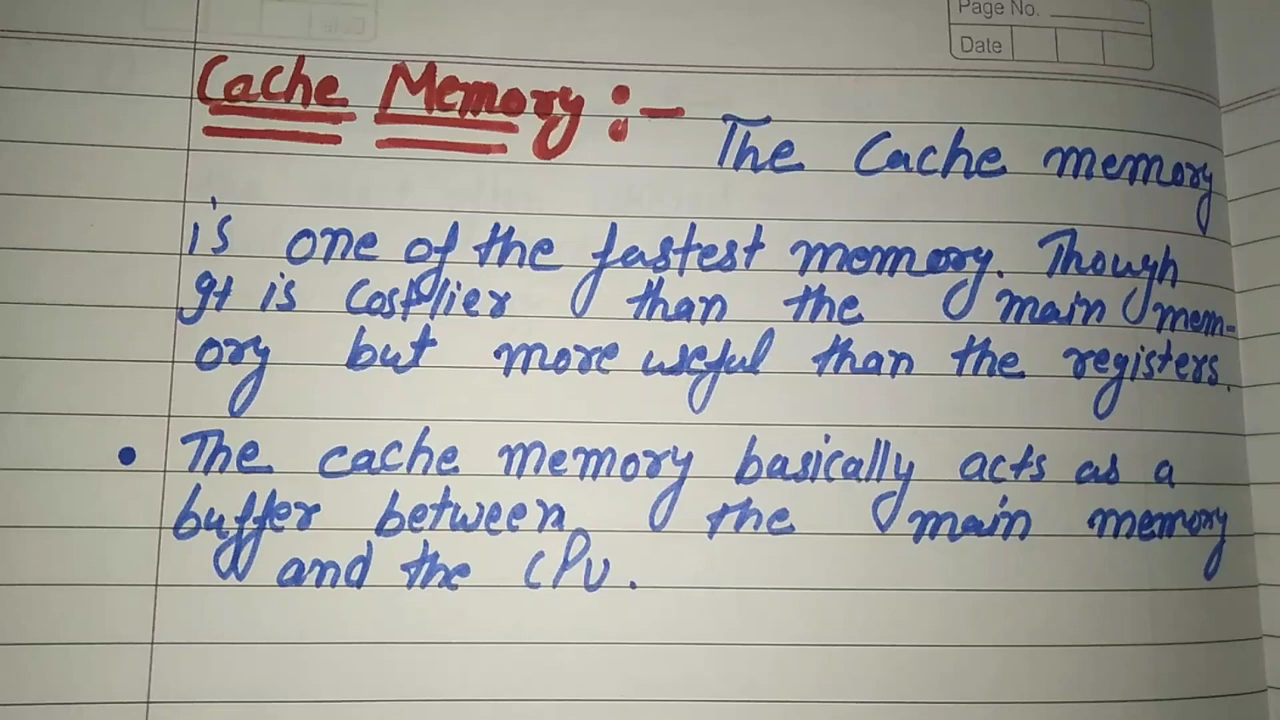 Page No.
Date
Cache Memory :- The Cache memory
is one of the fastest momory. Though
It is Costlier than the main mem-
ory but more useful than the registers.
• The cache memory basically acts as a
buffer between the main memory
and the CPU.